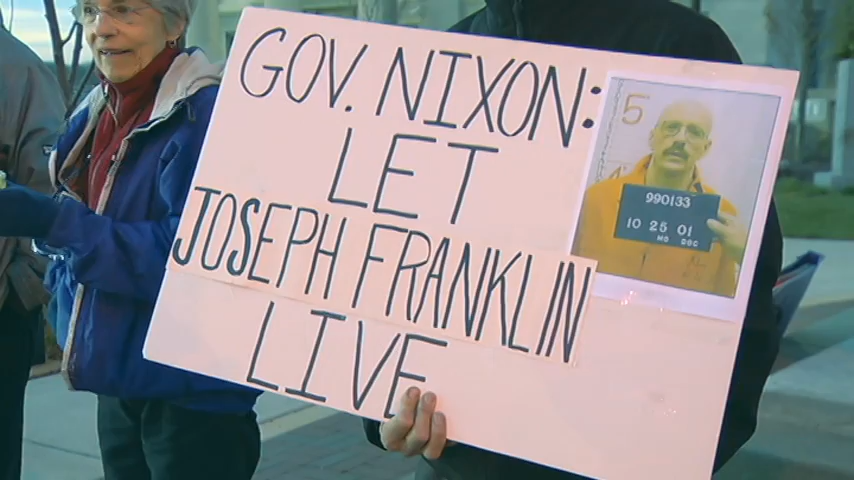 GOV. NIXON:
LET
JOSEPH FRANKLIN
LIVE
5
990133
10 25 01
MO DOC